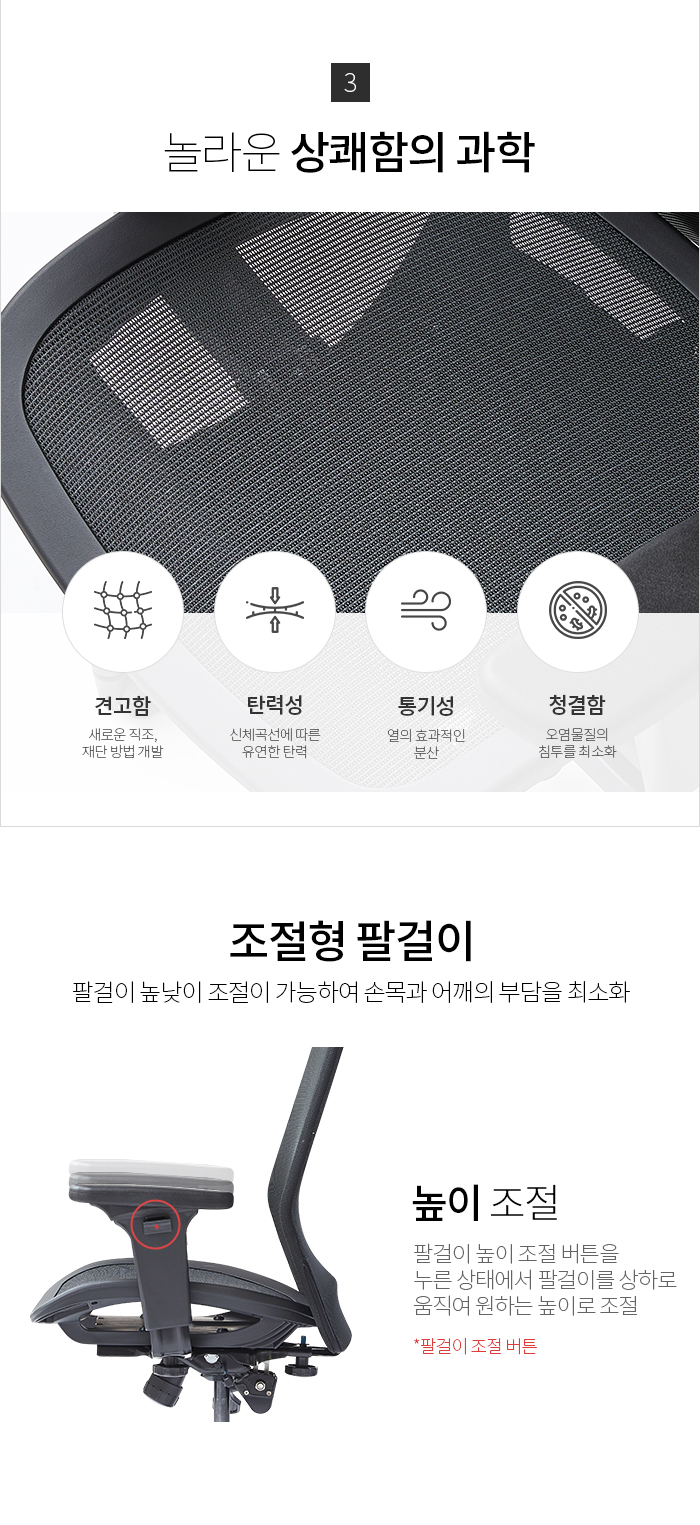 3
놀라운 상쾌함의 과학
견고함
새로운 직조,
재단 방법 개발
탄력성
신체곡선에 따른
유연한 탄력
통기성
열의 효과적인
분산
청결함
오염물질의
침투를 최소화
조절형 팔걸이
팔걸이 높낮이 조절이 가능하여 손목과 어깨의 부담을 최소화
높이 조절
팔걸이 높이 조절 버튼을
누른 상태에서 팔걸이를 상하로
움직여 원하는 높이로 조절
*팔걸이 조절 버튼